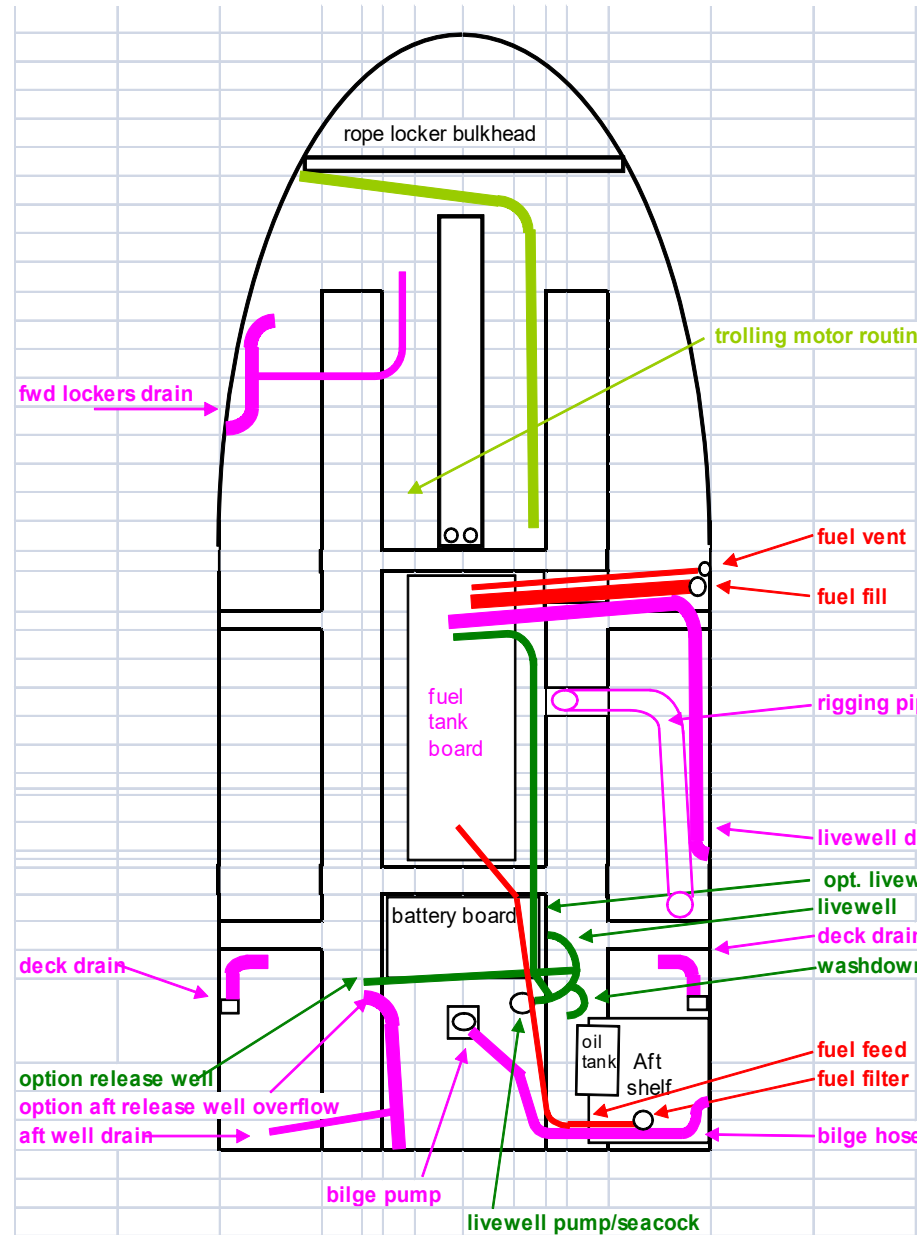 rope locker bulkhead
trolling motor routin
fwd lockers drain
fuel vent
fuel fill
fuel
tank
board
rigging pip
livewell d
opt. livew
livewell
battery board
deck drain
deck drain
washdown
oil
tank
Aft
shelf
fuel feed
fuel filter
option release well
option aft release well overflow
aft well drain
bilge hose
bilge pump
livewell pump/seacock